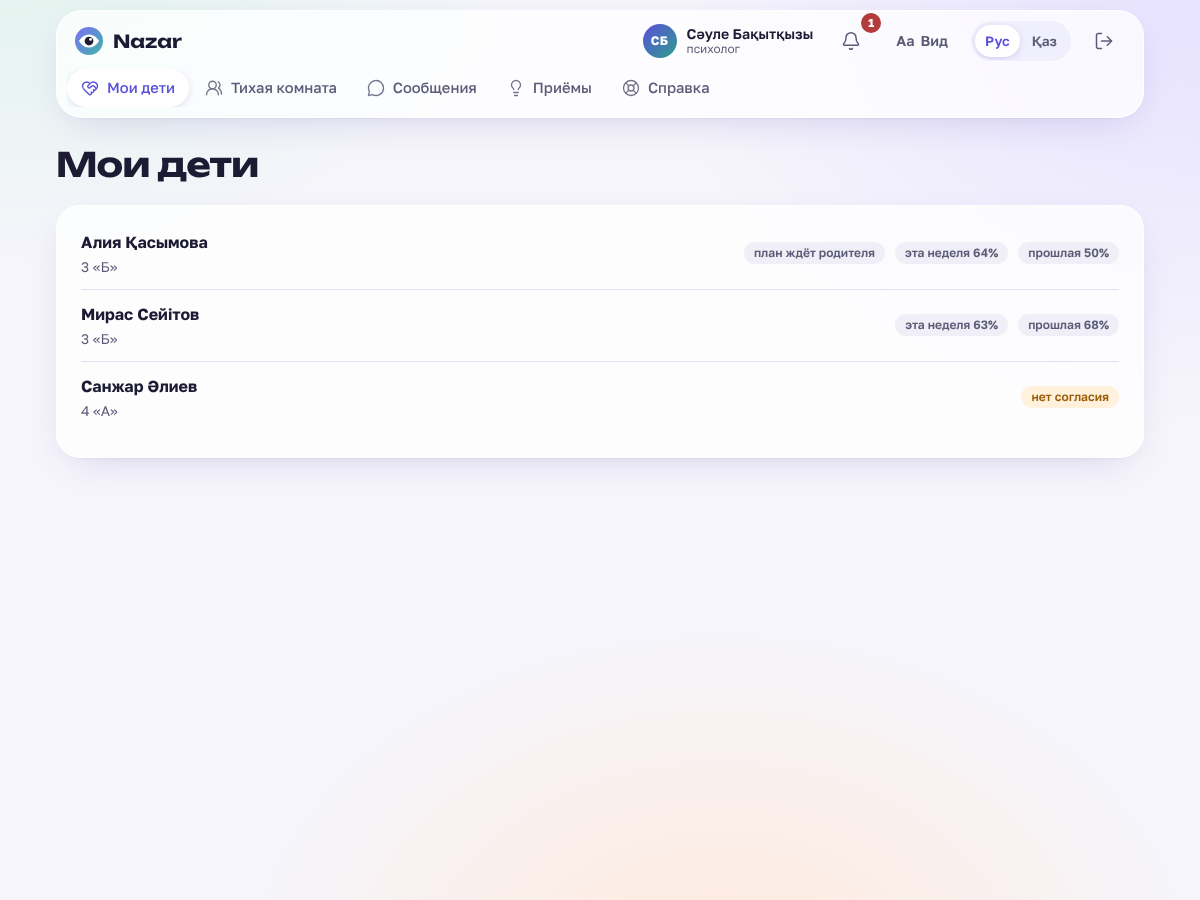 Nazar
СБ
Сәуле Бақытқызы
психолог
1
Аа Вид
Рус
Қаз
Мои дети
Тихая комната
Сообщения
Приёмы
Справка
Мои дети
Алия Қасымова
3 «Б»
план ждёт родителя
эта неделя 64%
прошлая 50%
Мирас Сейітов
3 «Б»
эта неделя 63%
прошлая 68%
Санжар Әлиев
4 «А»
нет согласия